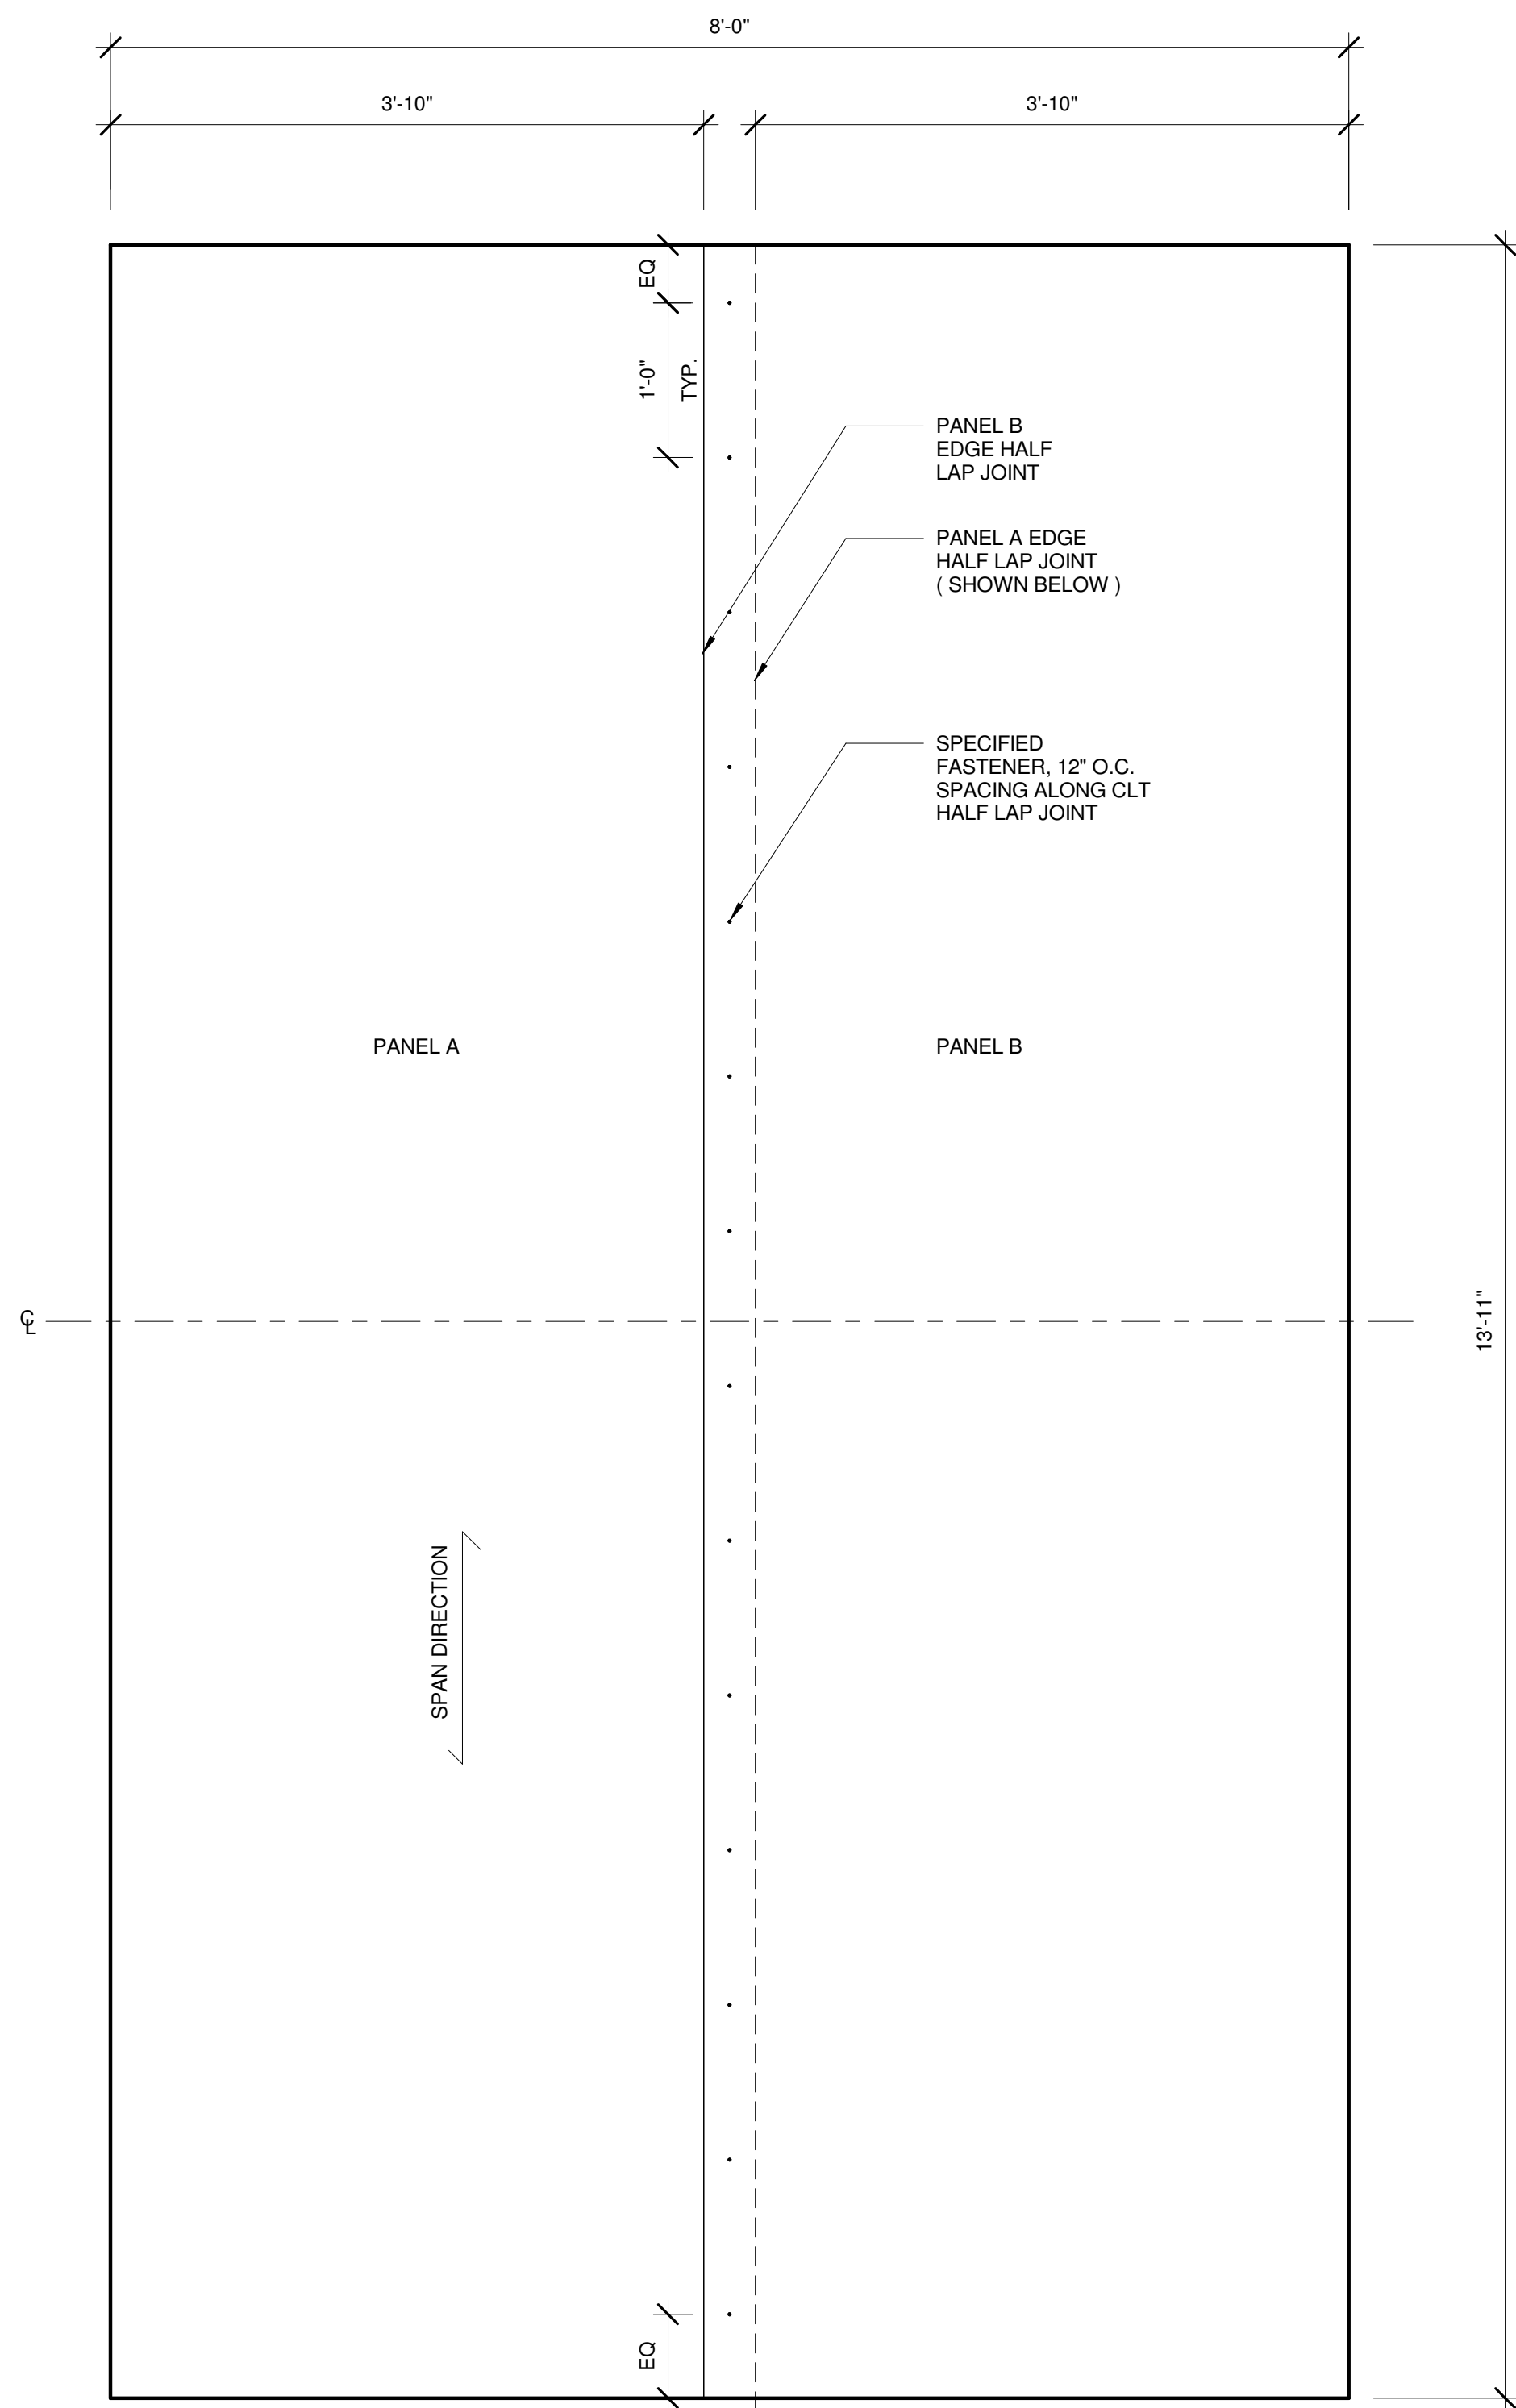 8'-0"
3'-10"
3'-10"
EQ
1'-0"
TYP.
PANEL B
EDGE HALF
LAP JOINT
PANEL A EDGE
HALF LAP JOINT
( SHOWN BELOW )
SPECIFIED
FASTENER, 12" O.C.
SPACING ALONG CLT
HALF LAP JOINT
PANEL A
PANEL B
CL
13'-11"
SPAN DIRECTION
EQ